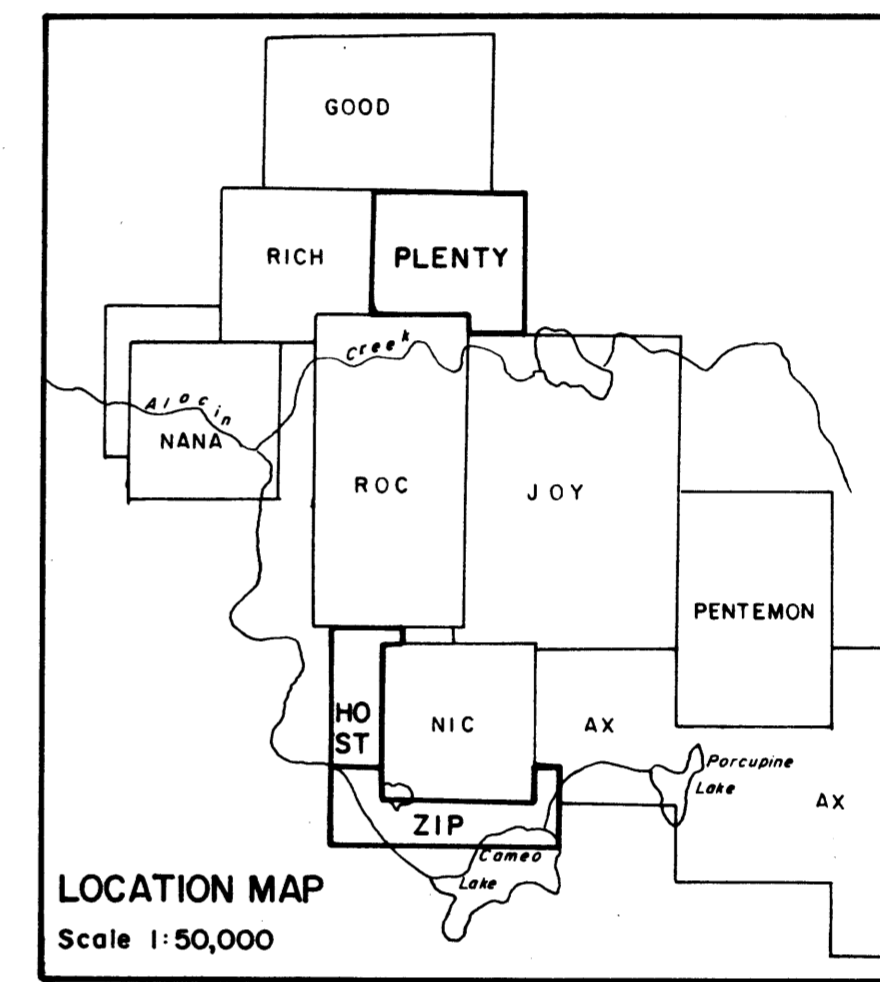 GOOD
RICH
PLENTY
Creek
Alocin
NANA
ROC
JOY
PENTEMON
HO
ST
NIC
AX
Porcupine
Lake
AX
ZIP
Cameo
Lake
LOCATION MAP
Scale 1:50,000